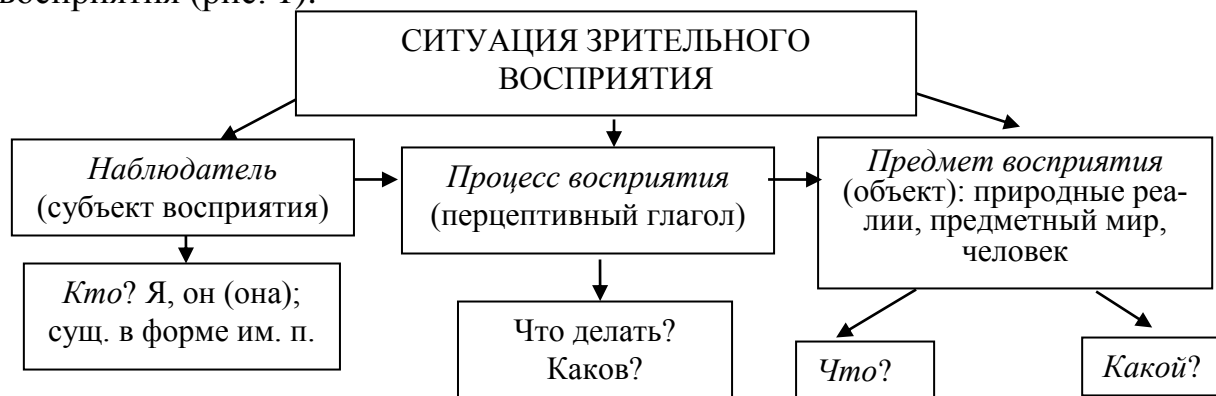 восприятия (рис. 1).
СИТУАЦИЯ ЗРИТЕЛЬНОГО
ВОСПРИЯТИЯ
Наблюдатель
(субъект восприятия)
Процесс восприятия
(перцептивный глагол)
Предмет восприятия
(объект): природные реа-
лии, предметный мир,
человек
Кто? Я, он (она);
сущ. в форме им. п.
Что делать?
Каков?
Что?
Какой?